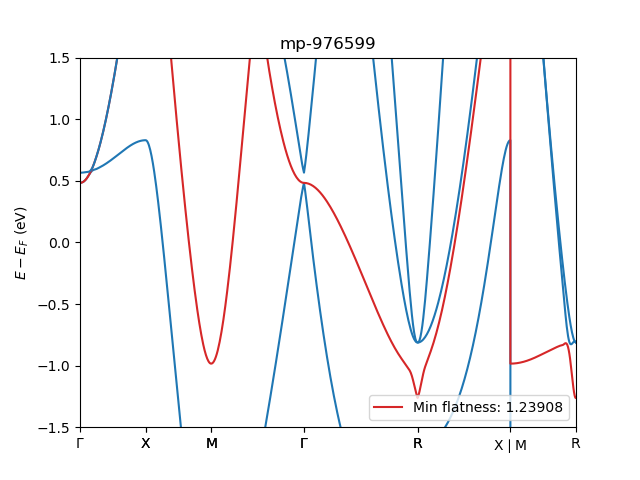 mp-976599
1.5
1.0
0.5
0.0
−0.5
−1.0
−1.5
E − E_F (eV)
Min flatness: 1.23908
Γ X M Γ R X | M R